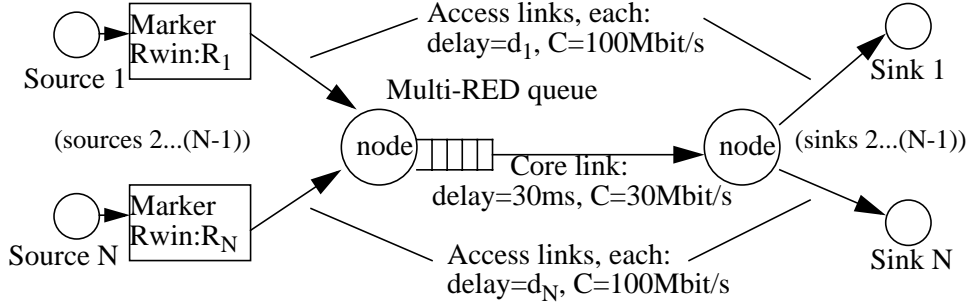 Access links, each:
delay=d1, C=100Mbit/s
Marker
Rwin:R1
Source 1
Sink 1
Multi-RED queue
(sources 2...(N-1))
node
node
(sinks 2...(N-1))
Core link:
delay=30ms, C=30Mbit/s
Marker
Rwin:RN
Source N
Sink N
Access links, each:
delay=dN, C=100Mbit/s